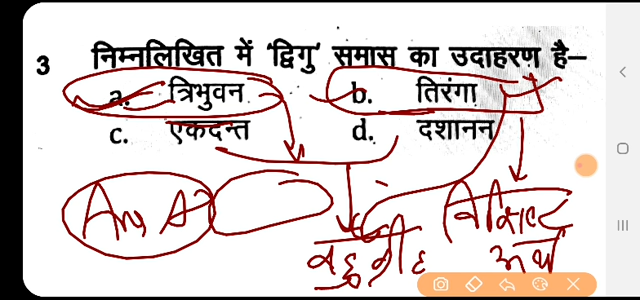 3 निम्नलिखित में 'द्विगु' समास का उदाहरण है–
a. त्रिभुवन b. तिरंगा
c. एकदन्त d. दशानन
Ans A
बहुव्रीह
अर्थ